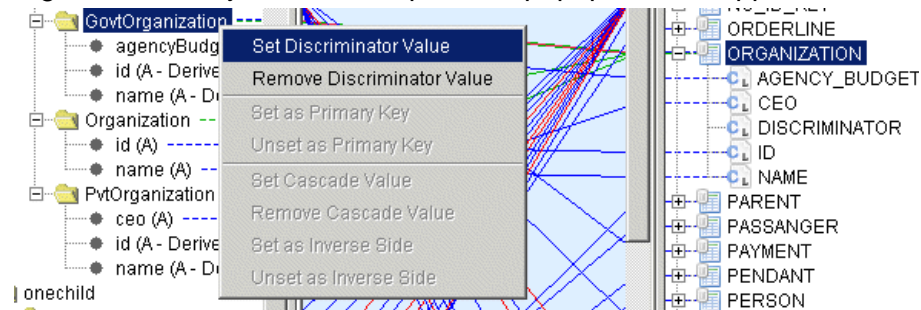 GovtOrganization
agencyBudg
id (A - Derive
name (A - De
Organization
id (A)
name (A)
PvtOrganization
ceo (A)
id (A - Derive
name (A - De
onechild
Set Discriminator Value
Remove Discriminator Value
Set as Primary Key
Unset as Primary Key
Set Cascade Value
Remove Cascade Value
Set as Inverse Side
Unset as Inverse Side
ORDERLINE
ORGANIZATION
AGENCY_BUDGET
CEO
DISCRIMINATOR
ID
NAME
PARENT
PASSANGER
PAYMENT
PENDANT
PERSON